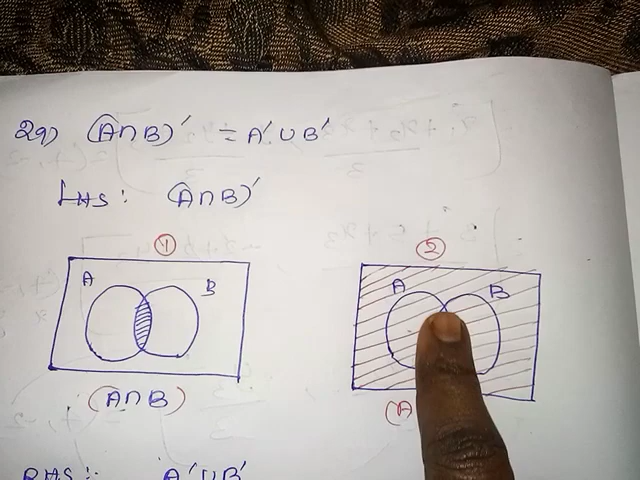 29) (A∩B)' = A' ∪ B'
LHS : (A∩B)'
1
2
A B
A B
(A∩B)
(A
RHS :- A' ∪ B'